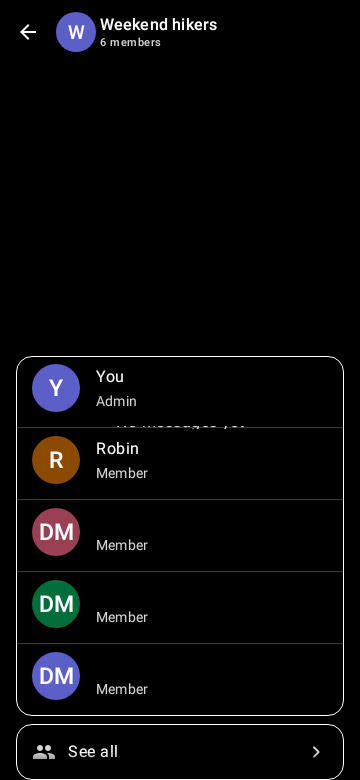 W
Weekend hikers
6 members
Y
You
Admin
R
Robin
Member
DM
Member
DM
Member
DM
Member
See all